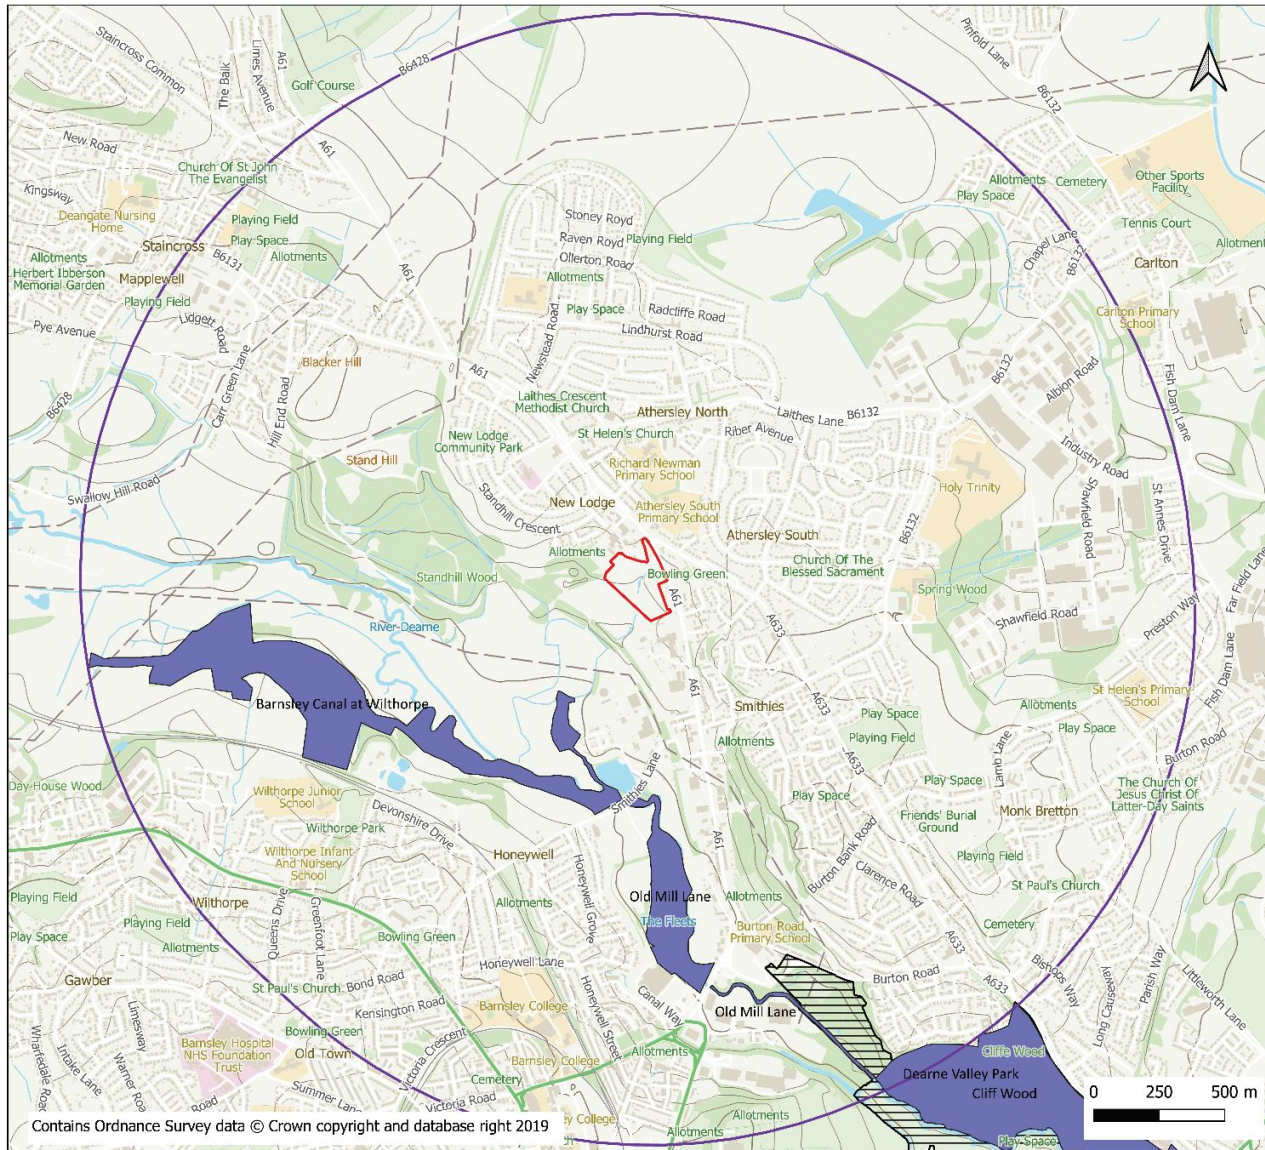 Pinfold Lane
Staincross Common
Limes Avenue
A61
The Balk
B6428
Golf Course
B6132
A61
New Road
Church Of St John
The Evangelist
Kingsway
Deangate Nursing
Home
Playing Field
Play Space
Staincross
Allotments
B6131
Allotments
Herbert Ibberson
Memorial Garden
Mapplewell
Playing Field
Lidgett Road
Pye Avenue
Blacker Hill
Carr Green Lane
Hill End Road
B6428
A61
Stoney Royd
Raven Royd
Playing Field
Ollerton Road
Allotments
Play Space
Radcliffe Road
Newstead Road
Lindhurst Road
A61
Allotments
Play Space
Cemetery
Other Sports
Facility
Tennis Court
Allotment
Chapel Lane
B6132
Carlton
Carlton Primary
School
B6132
Albion Road
Fish Dam Lane
Laithes Crescent
Methodist Church
Athersley North
Laithes Lane
B6132
New Lodge
Community Park
St Helen's Church
Riber Avenue
Stand Hill
Richard Newman
Primary School
Industry Road
Holy Trinity
Swallow Hill Road
Standhill Crescent
New Lodge
Athersley South
Primary School
Shawfield Road
St Annes Drive
Athersley South
B6132
Allotments
Church Of The
Blessed Sacrament
Standhill Wood
Bowling Green
A61
Spring Wood
Far Field Lane
Preston Way
Shawfield Road
River Dearne
A633
Fish Dam Lane
Barnsley Canal at Wilthorpe
A61
Smithies
A633
St Helen's Primary
School
Allotments
Play Space
Play Space
Playing Field
Allotments
Burton Road
Lamb Lane
Day House Wood
Wilthorpe Junior
School
Smithies Lane
Play Space
Play Space
The Church Of
Jesus Christ Of
Latter-Day Saints
Devonshire Drive
Monk Bretton
Wilthorpe Park
A61
Friends' Burial
Ground
Burton Bank Road
Wilthorpe Infant
And Nursery
School
Honeywell
Playing Field
Clarence Road
Honeywell Grove
Playing Field
Wilthorpe
Allotments
Old Mill Lane
Allotments
St Paul's Church
Playing Field
Queens Drive
Greenfoot Lane
The Fleets
Cemetery
Play Space
Allotments
Bowling Green
Burton Road
Primary School
A633
Bishops Way
Parish Way
Gawber
Honeywell Lane
Burton Road
A633
Littleworth Lane
St Paul's Church
Bond Road
Long Causeway
Limesway
Kensington Road
Barnsley College
Canal Way
Old Mill Lane
Honeywell Street
Bowling Green
Barnsley Hospital
NHS Foundation
Trust
Old Town
Victoria Crescent
Barnsley College
Allotments
Cliffe Wood
Wharfedale Road
Intake Lane
Warner Road
Cemetery
Dearne Valley Park
Cliff Wood
Summer Lane
Victoria Road
0 250 500 m
Road
Allotments
Allotments
Play Space
Contains Ordnance Survey data © Crown copyright and database right 2019
ey College